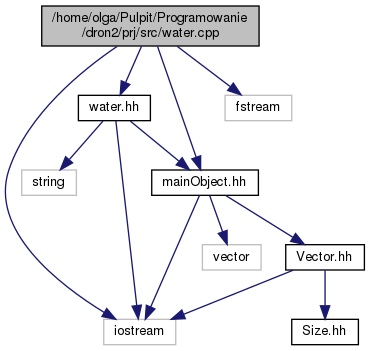 /home/olga/Pulpit/Programowanie
/dron2/prj/src/water.cpp
water.hh
fstream
string
mainObject.hh
vector
Vector.hh
iostream
Size.hh